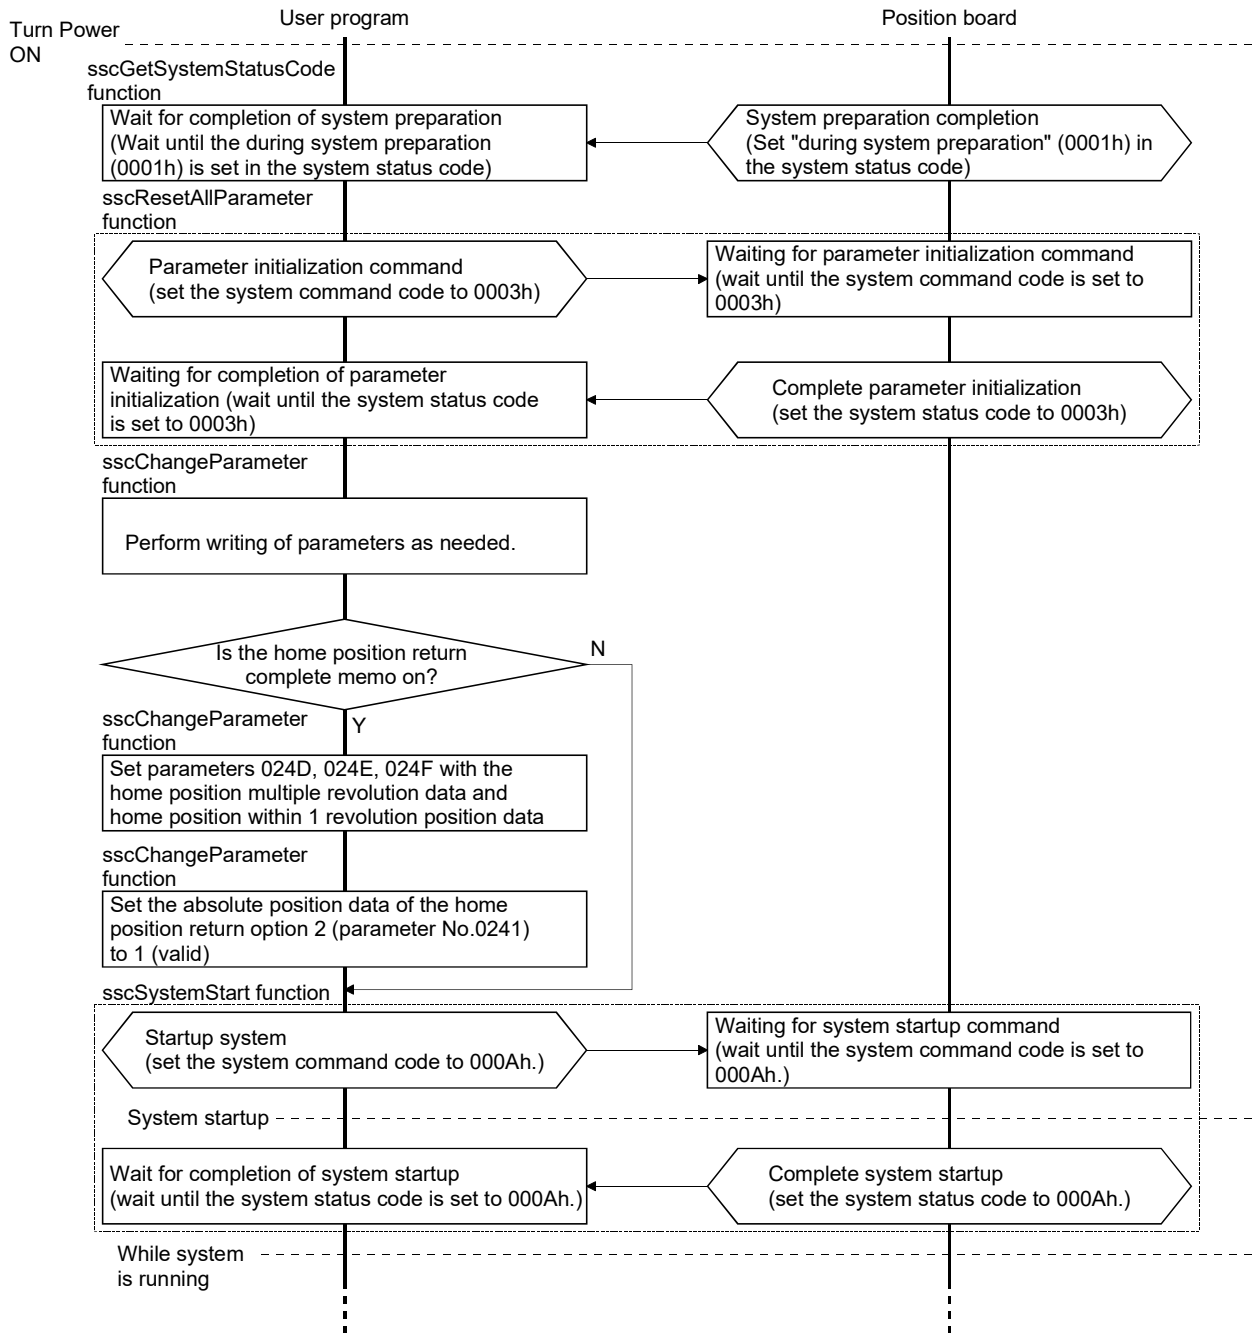 User program
Position board
Turn Power
ON
sscGetSystemStatusCode
function
Wait for completion of system preparation
(Wait until the during system preparation
(0001h) is set in the system status code)
System preparation completion
(Set "during system preparation" (0001h) in
the system status code)
sscResetAllParameter
function
Parameter initialization command
(set the system command code to 0003h)
Waiting for parameter initialization command
(wait until the system command code is set to
0003h)
Waiting for completion of parameter
initialization (wait until the system status code
is set to 0003h)
Complete parameter initialization
(set the system status code to 0003h)
sscChangeParameter
function
Perform writing of parameters as needed.
Is the home position return
complete memo on?
N
Y
sscChangeParameter
function
Set parameters 024D, 024E, 024F with the
home position multiple revolution data and
home position within 1 revolution position data
sscChangeParameter
function
Set the absolute position data of the home
position return option 2 (parameter No.0241)
to 1 (valid)
sscSystemStart function
Startup system
(set the system command code to 000Ah.)
Waiting for system startup command
(wait until the system command code is set to
000Ah.)
System startup
Wait for completion of system startup
(wait until the system status code is set to 000Ah.)
Complete system startup
(set the system status code to 000Ah.)
While system
is running